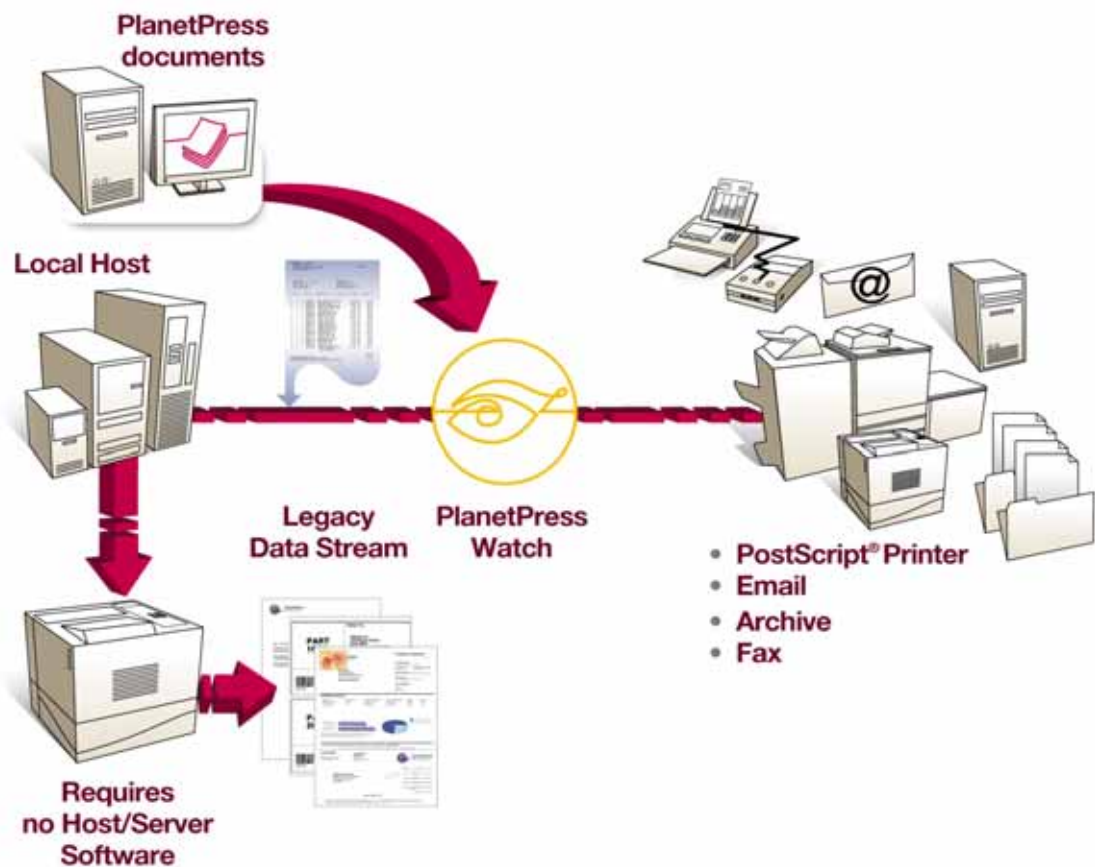 PlanetPress
documents
Local Host
@
Legacy
Data Stream
PlanetPress
Watch
• PostScript® Printer
• Email
• Archive
• Fax
PART
Requires
no Host/Server
Software